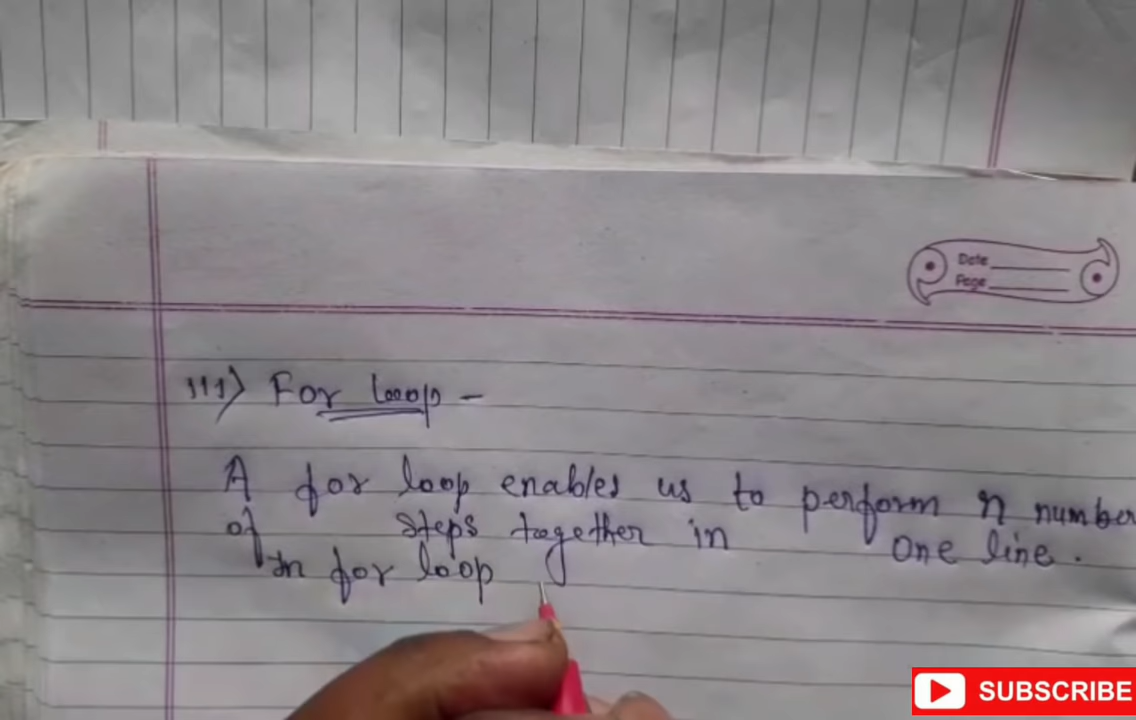 Date
Page
111) For loop -
A for loop enables us to perform n number
of steps together in one line.
In for loop
SUBSCRIBE